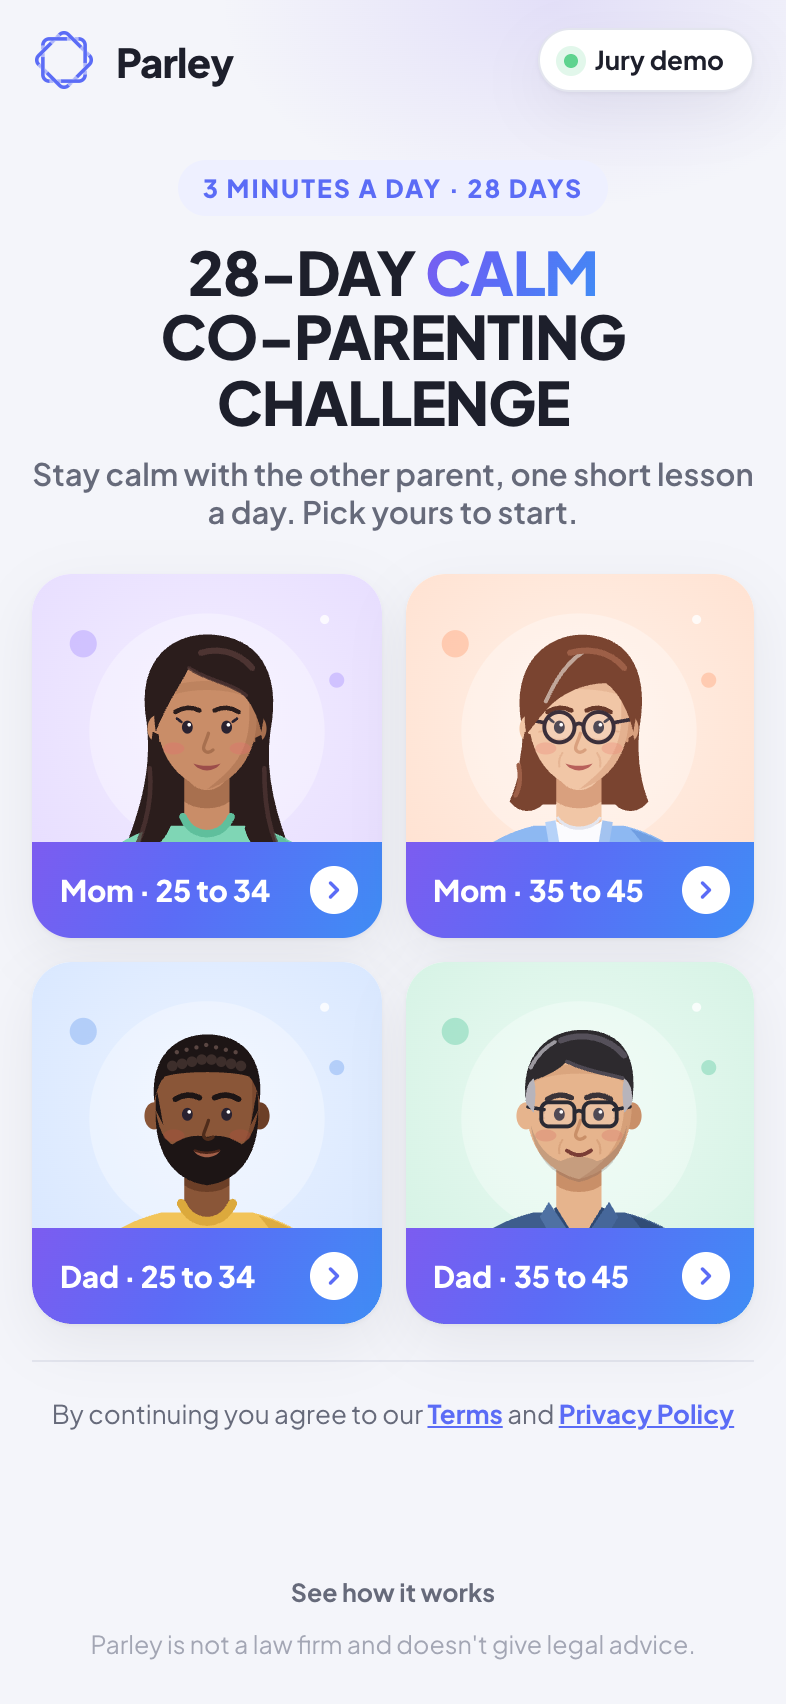 Parley
Jury demo
3 MINUTES A DAY · 28 DAYS
28-DAY CALM
CO-PARENTING
CHALLENGE
Stay calm with the other parent, one short lesson
a day. Pick yours to start.
Mom · 25 to 34
Mom · 35 to 45
Dad · 25 to 34
Dad · 35 to 45
By continuing you agree to our Terms and Privacy Policy
See how it works
Parley is not a law firm and doesn't give legal advice.